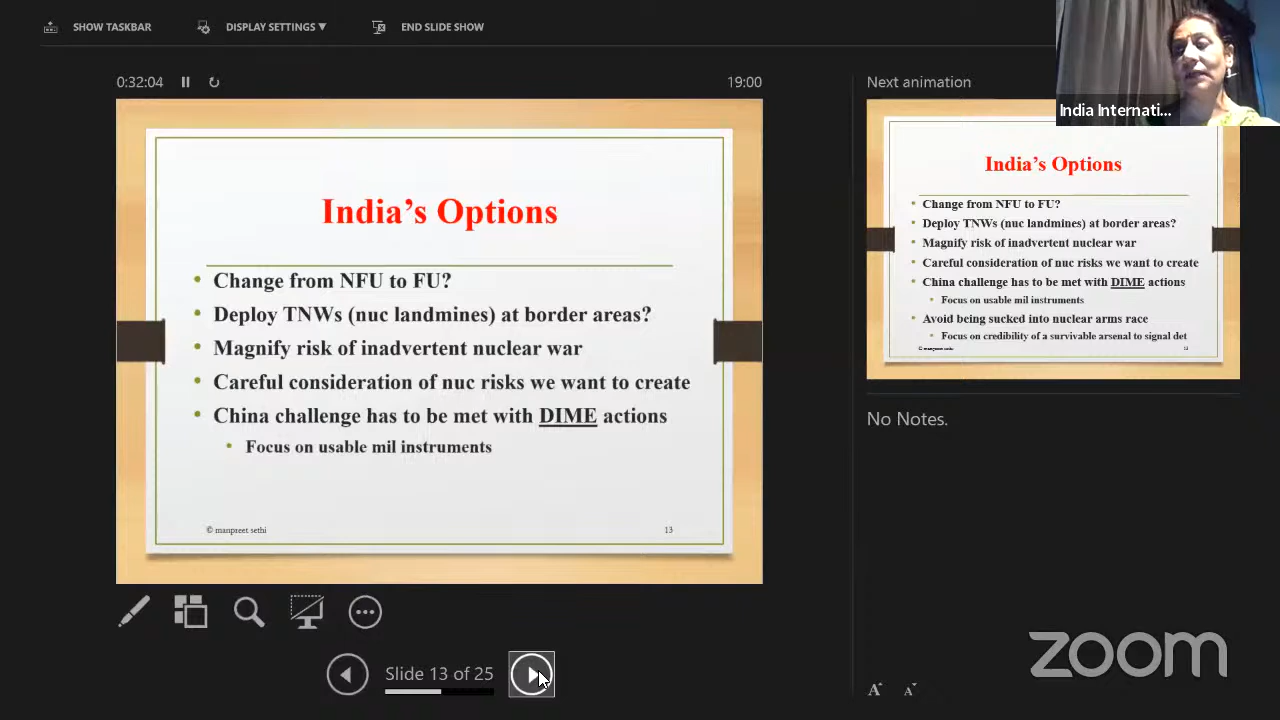 SHOW TASKBAR
DISPLAY SETTINGS ▼
END SLIDE SHOW
0:32:04
19:00
India's Options
• Change from NFU to FU?
• Deploy TNWs (nuc landmines) at border areas?
• Magnify risk of inadvertent nuclear war
• Careful consideration of nuc risks we want to create
• China challenge has to be met with DIME actions
• Focus on usable mil instruments
© manpreet sethi
13
Slide 13 of 25
Next animation
India Internati...
India's Options
• Change from NFU to FU?
• Deploy TNWs (nuc landmines) at border areas?
• Magnify risk of inadvertent nuclear war
• Careful consideration of nuc risks we want to create
• China challenge has to be met with DIME actions
• Focus on usable mil instruments
• Avoid being sucked into nuclear arms race
• Focus on credibility of a survivable arsenal to signal det
© manpreet sethi
13
No Notes.
zoom
A A